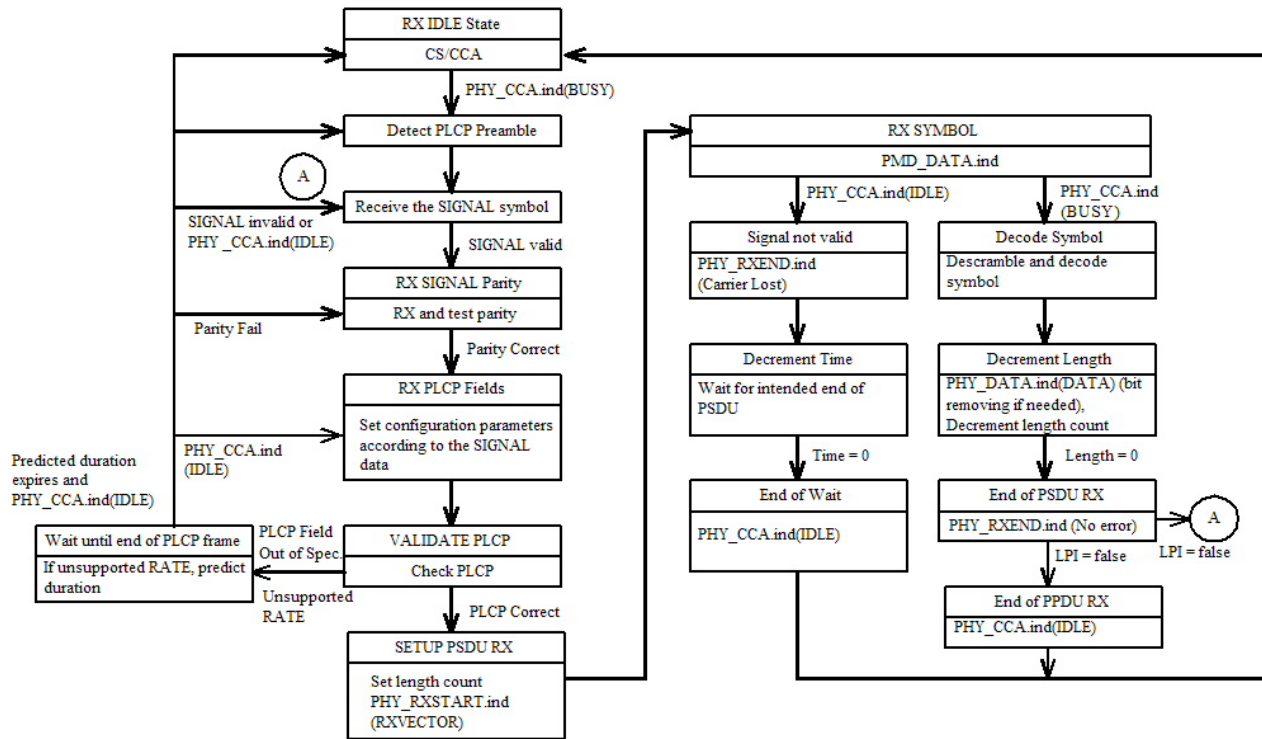 RX IDLE State
CS/CCA
PHY_CCA.ind(BUSY)
Detect PLCP Preamble
A
Receive the SIGNAL symbol
SIGNAL invalid or
PHY _CCA.ind(IDLE)
SIGNAL valid
RX SIGNAL Parity
RX and test parity
Parity Fail
Parity Correct
RX PLCP Fields
Set configuration parameters
according to the SIGNAL
data
PHY_CCA.ind
(IDLE)
Predicted duration
expires and
PHY_CCA.ind(IDLE)
Wait until end of PLCP frame
If unsupported RATE, predict
duration
PLCP Field
Out of Spec.
Unsupported
RATE
VALIDATE PLCP
Check PLCP
PLCP Correct
SETUP PSDU RX
Set length count
PHY_RXSTART.ind
(RXVECTOR)
RX SYMBOL
PMD_DATA.ind
PHY_CCA.ind(IDLE)
Signal not valid
PHY_RXEND.ind
(Carrier Lost)
Decrement Time
Wait for intended end of
PSDU
Time = 0
End of Wait
PHY_CCA.ind(IDLE)
PHY_CCA.ind
(BUSY)
Decode Symbol
Descramble and decode
symbol
Decrement Length
PHY_DATA.ind(DATA) (bit
removing if needed),
Decrement length count
Length = 0
End of PSDU RX
PHY_RXEND.ind (No error)
A
LPI = false
LPI = false
End of PPDU RX
PHY_CCA.ind(IDLE)